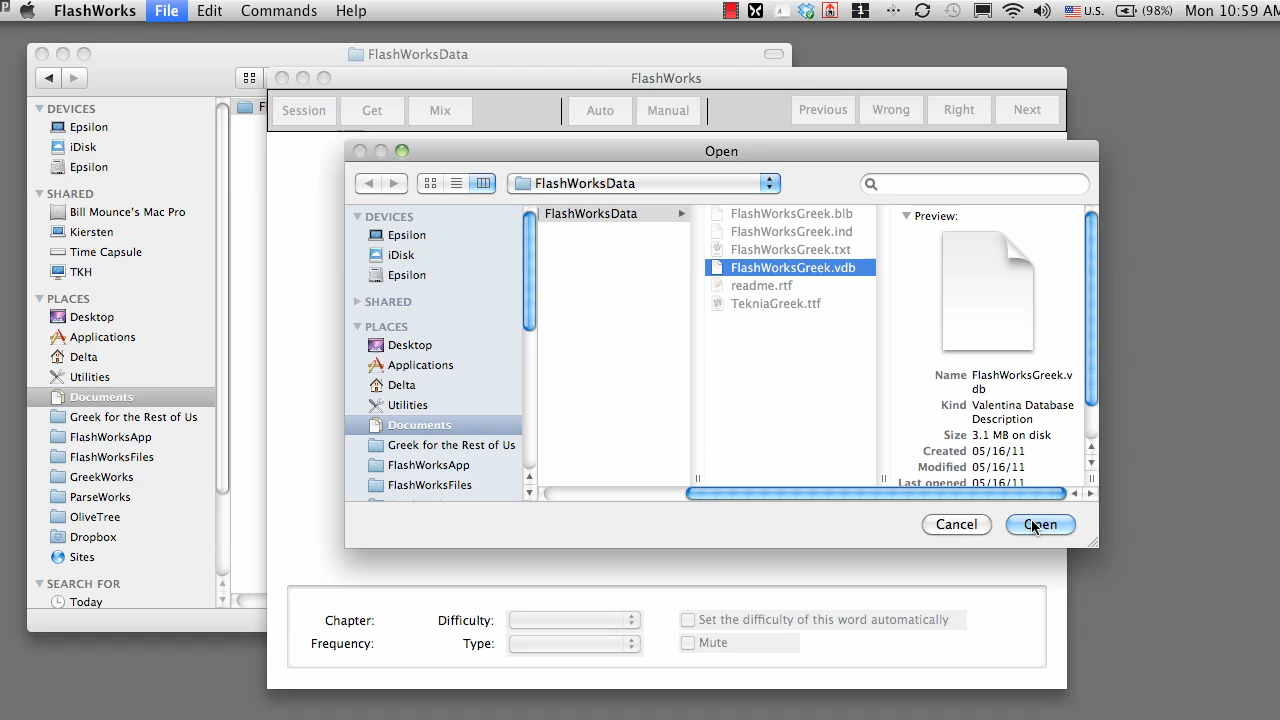 FlashWorks File Edit Commands Help 1 U.S. (98%) Mon 10:59 AM
FlashWorksData
FlashWorks
Session Get Mix Auto Manual Previous Wrong Right Next
DEVICES
Epsilon
iDisk
Epsilon
SHARED
Bill Mounce's Mac Pro
Kiersten
Time Capsule
TKH
PLACES
Desktop
Applications
Delta
Utilities
Documents
Greek for the Rest of Us
FlashWorksApp
FlashWorksFiles
GreekWorks
ParseWorks
OliveTree
Dropbox
Sites
SEARCH FOR
Today
Open
FlashWorksData
DEVICES
Epsilon
iDisk
Epsilon
SHARED
PLACES
Desktop
Applications
Delta
Utilities
Documents
Greek for the Rest of Us
FlashWorksApp
FlashWorksFiles
FlashWorksData
FlashWorksGreek.blb
FlashWorksGreek.ind
FlashWorksGreek.txt
FlashWorksGreek.vdb
readme.rtf
TekniaGreek.ttf
Preview:
Name FlashWorksGreek.v
db
Kind Valentina Database
Description
Size 3.1 MB on disk
Created 05/16/11
Modified 05/16/11
Last opened 05/16/11
Cancel Open
Chapter: Difficulty: Set the difficulty of this word automatically
Frequency: Type: Mute